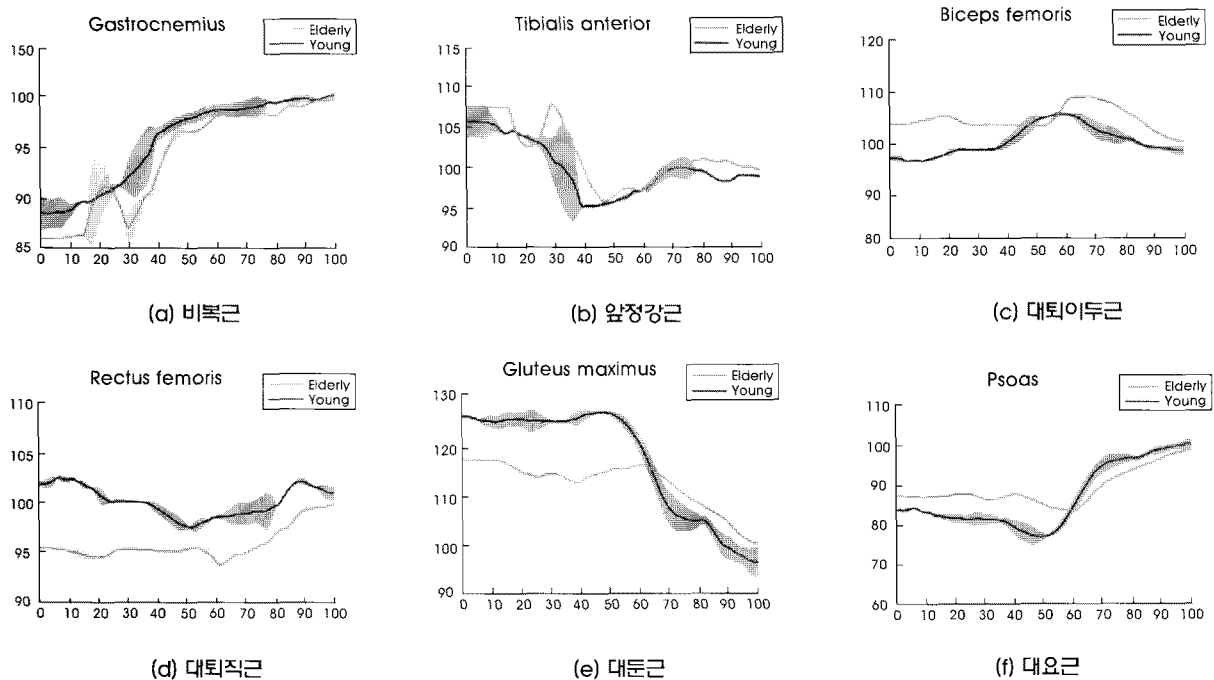 Gastrocnemius
Elderly
Young
150
100
90
85
0 10 20 30 40 50 60 70 80 90 100
(a) 비복근
Tibialis anterior
Elderly
Young
115
110
105
100
95
90
0 10 20 30 40 50 60 70 80 90 100
(b) 앞정강근
Biceps femoris
Elderly
Young
120
110
100
90
80
0 10 20 30 40 50 60 70 80 90 100
(c) 대퇴이두근
Rectus femoris
Elderly
Young
110
105
100
95
90
0 10 20 30 40 50 60 70 80 90 100
(d) 대퇴직근
Gluteus maximus
Elderly
Young
130
120
110
100
90
0 10 20 30 40 50 60 70 80 90 100
(e) 대둔근
Psoas
Elderly
Young
110
100
90
80
70
60
0 10 20 30 40 50 60 70 80 90 100
(f) 대요근